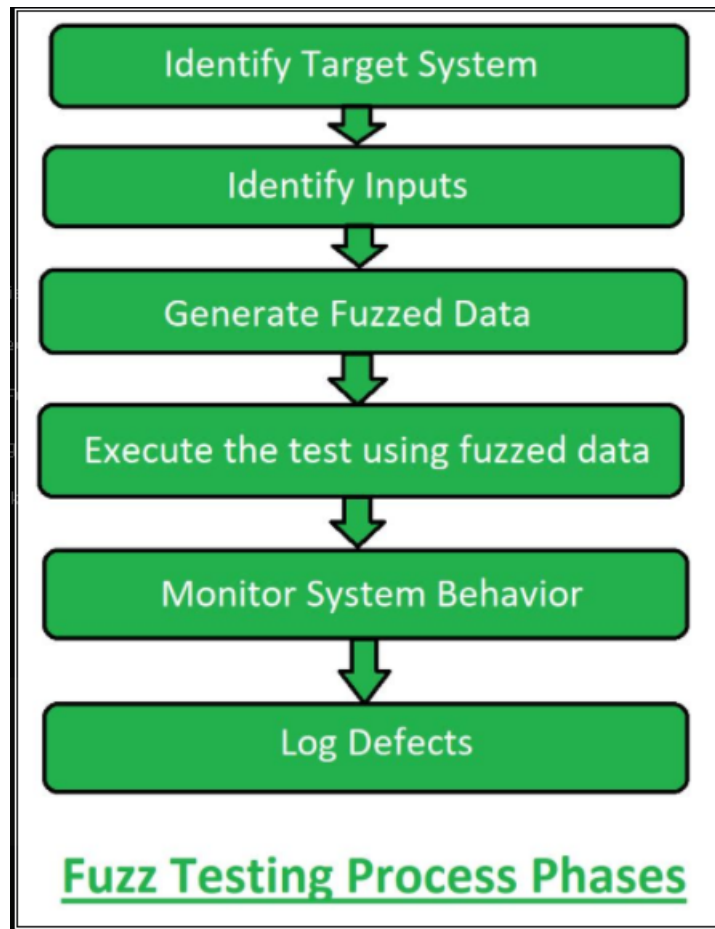 Identify Target System
Identify Inputs
Generate Fuzzed Data
Execute the test using fuzzed data
Monitor System Behavior
Log Defects
Fuzz Testing Process Phases